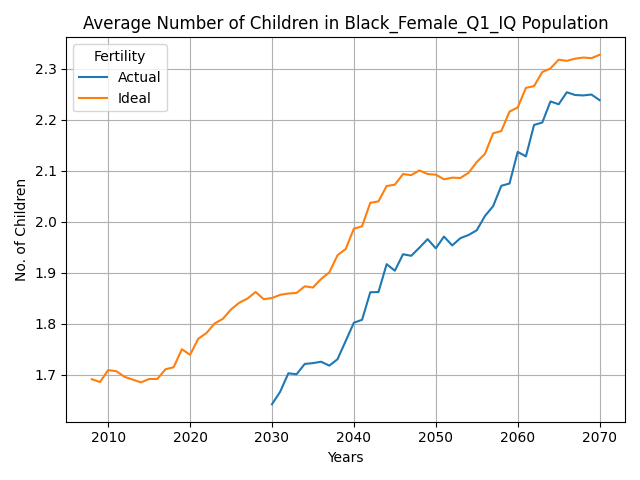 Average Number of Children in Black_Female_Q1_IQ Population
Fertility
Actual
Ideal
No. of Children
2.3
2.2
2.1
2.0
1.9
1.8
1.7
2010 2020 2030 2040 2050 2060 2070
Years